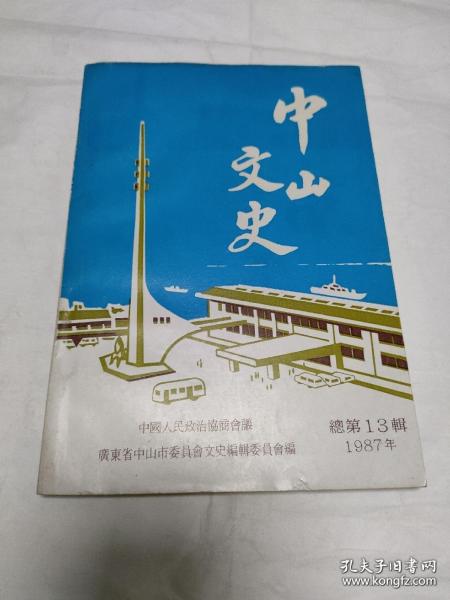 中山
文史
中國人民政治協商會議
廣東省中山市委員會文史編輯委員會編
總第13輯
1987年
孔夫子旧书网
www.kongfz.com